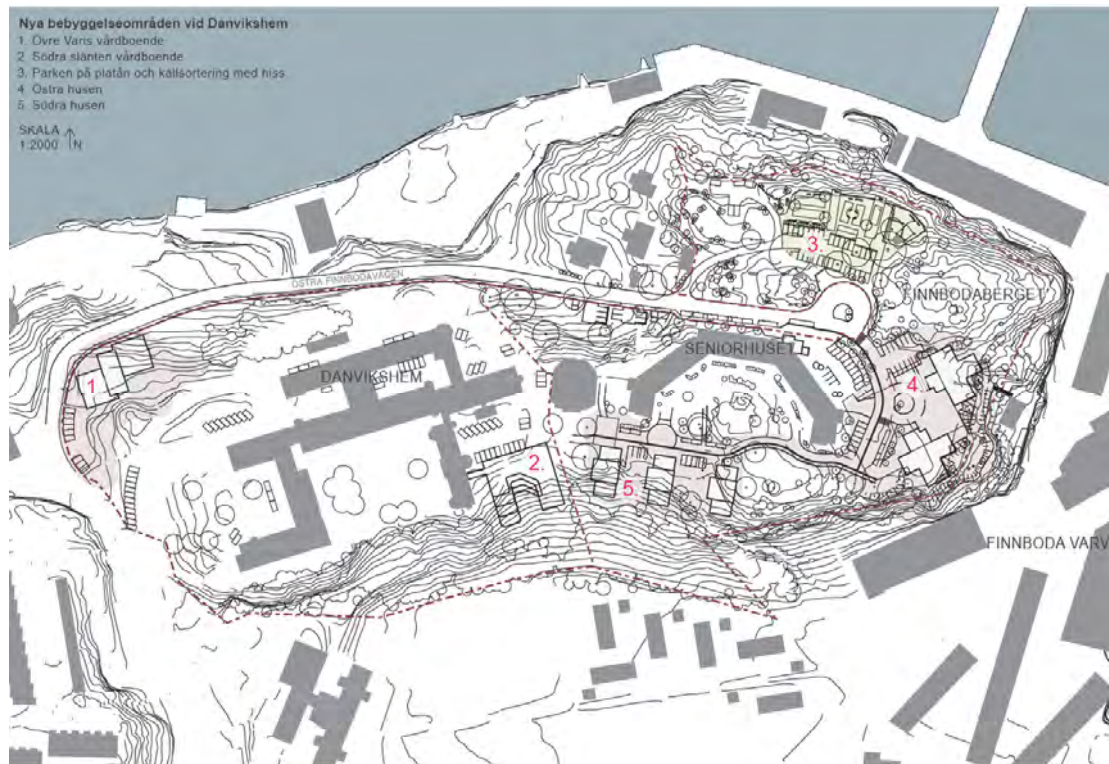 Nya bebyggelseområden vid Danvikshem
1. Övre Varis vårdboende
2. Södra slänten vårdboende
3. Parken på platån och källsortering med hiss
4. Östra husen
5. Södra husen
SKALA
1:2000 N
ÖSTRA FINNBODAVÄGEN
3.
FINNBODABERGET
SENIORHUSET
DANVIKSHEM
1
4.
2.
5.
FINNBODA VARV